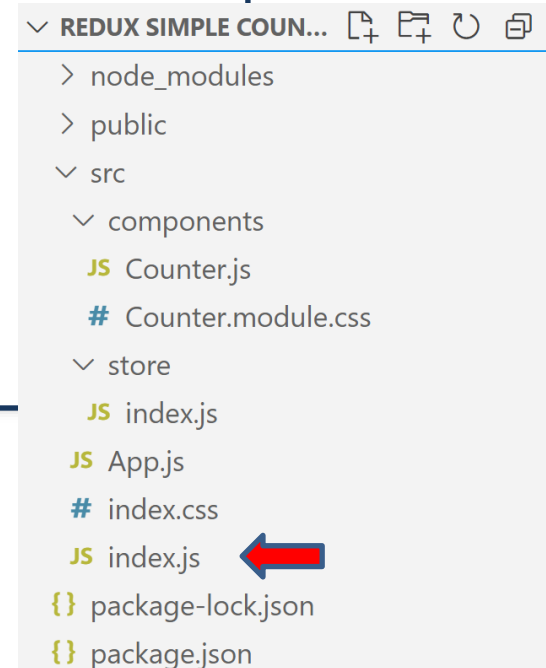 REDUX SIMPLE COUN...
node_modules
public
src
components
JS Counter.js
# Counter.module.css
store
JS index.js
JS App.js
# index.css
JS index.js
{} package-lock.json
{} package.json